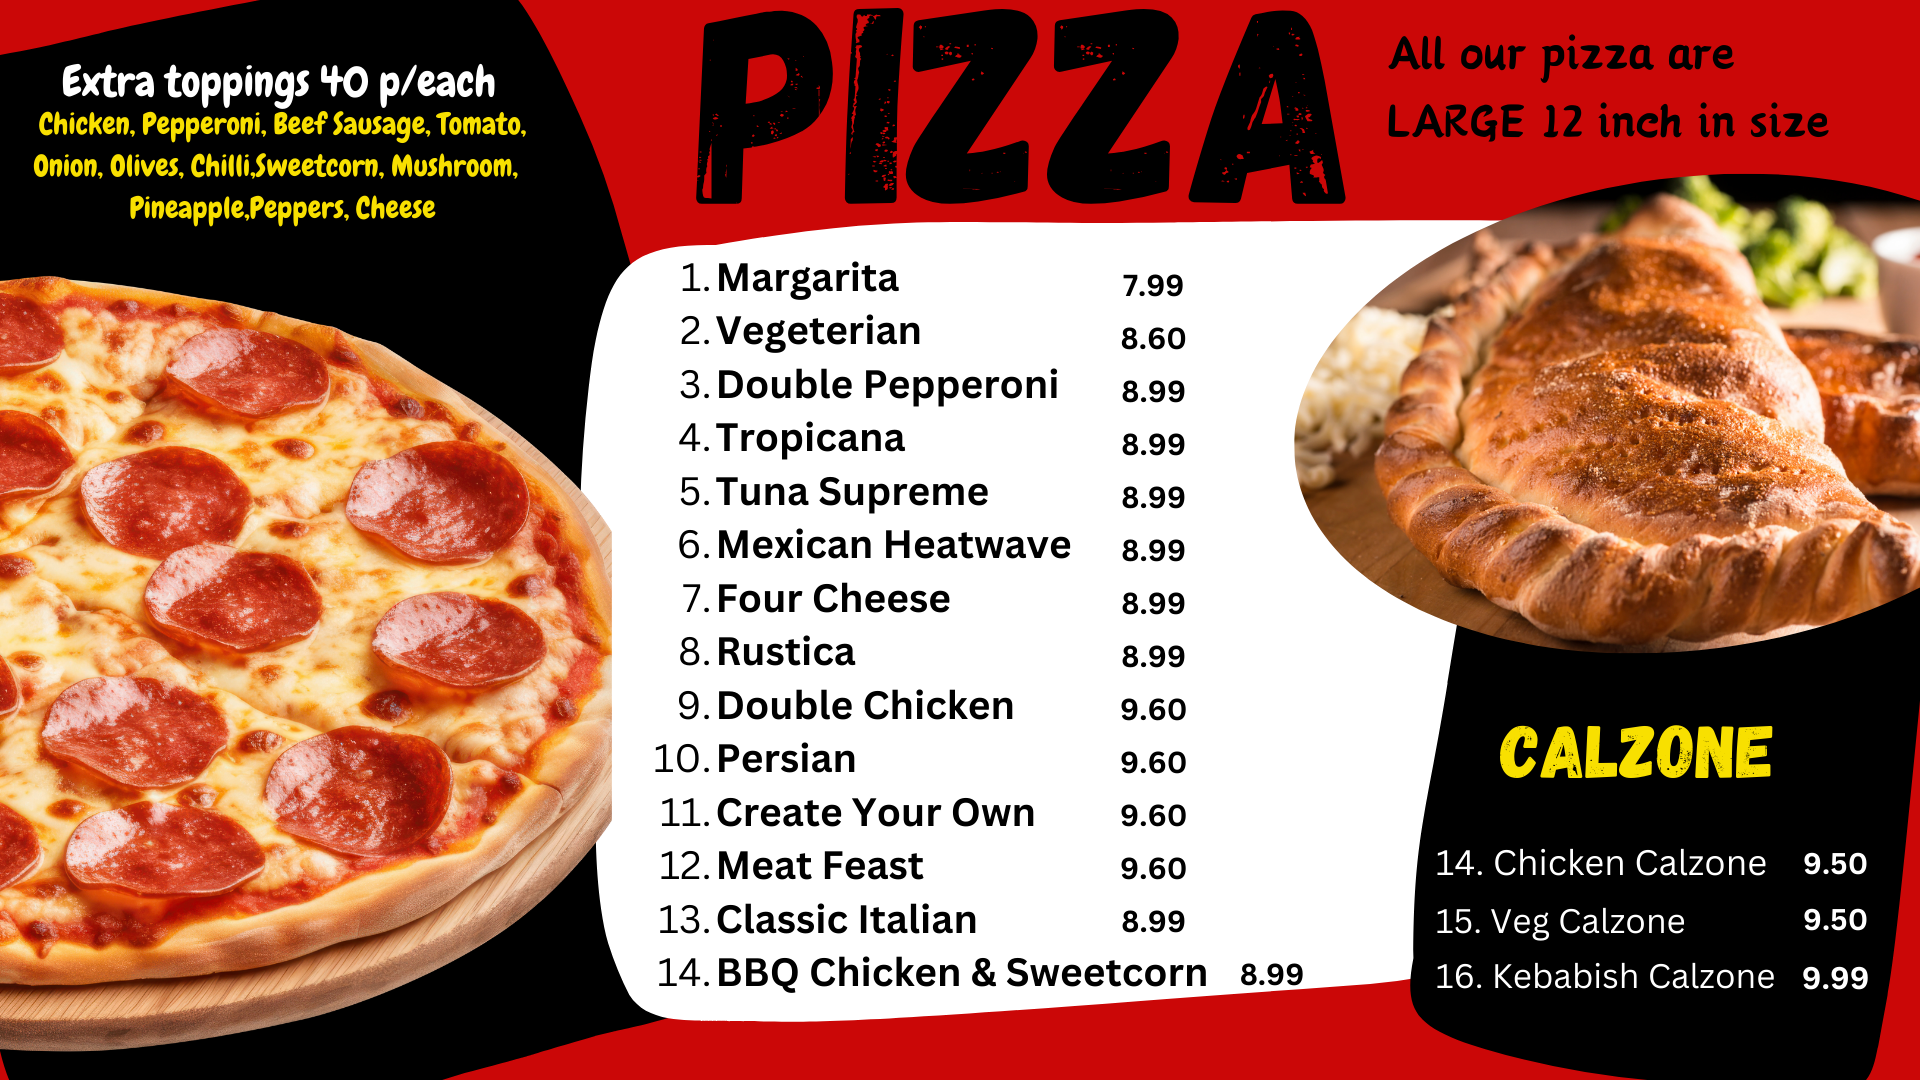 Extra toppings 40 p/each
Chicken, Pepperoni, Beef Sausage, Tomato,
Onion, Olives, Chilli,Sweetcorn, Mushroom,
Pineapple,Peppers, Cheese
PIZZA
All our pizza are
LARGE 12 inch in size
1. Margarita 7.99
2. Vegeterian 8.60
3. Double Pepperoni 8.99
4. Tropicana 8.99
5. Tuna Supreme 8.99
6. Mexican Heatwave 8.99
7. Four Cheese 8.99
8. Rustica 8.99
9. Double Chicken 9.60
10. Persian 9.60
11. Create Your Own 9.60
12. Meat Feast 9.60
13. Classic Italian 8.99
14. BBQ Chicken & Sweetcorn 8.99
CALZONE
14. Chicken Calzone 9.50
15. Veg Calzone 9.50
16. Kebabish Calzone 9.99